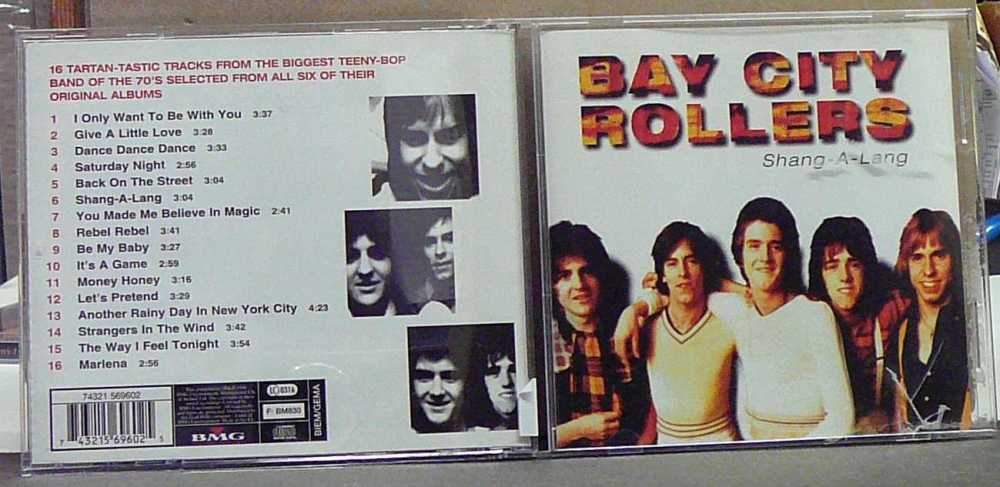 16 TARTAN-TASTIC TRACKS FROM THE BIGGEST TEENY-BOP
BAND OF THE 70'S SELECTED FROM ALL SIX OF THEIR
ORIGINAL ALBUMS
1 I Only Want To Be With You 3:37
2 Give A Little Love 3:28
3 Dance Dance Dance 3:33
4 Saturday Night 2:56
5 Back On The Street 3:04
6 Shang-A-Lang 3:04
7 You Made Me Believe In Magic 2:41
8 Rebel Rebel 3:41
9 Be My Baby 3:27
10 It's A Game 2:59
11 Money Honey 3:16
12 Let's Pretend 3:29
13 Another Rainy Day In New York City 4:23
14 Strangers In The Wind 3:42
15 The Way I Feel Tonight 3:54
16 Marlena 2:56
74321 569602
7 43215 69602 5
BMG
LC 0316
F: BM630
BIEM/GEMA
BAY CITY
ROLLERS
Shang-A-Lang